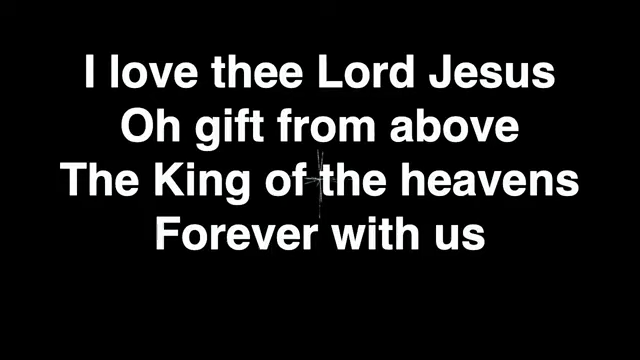 I love thee Lord Jesus
Oh gift from above
The King of the heavens
Forever with us